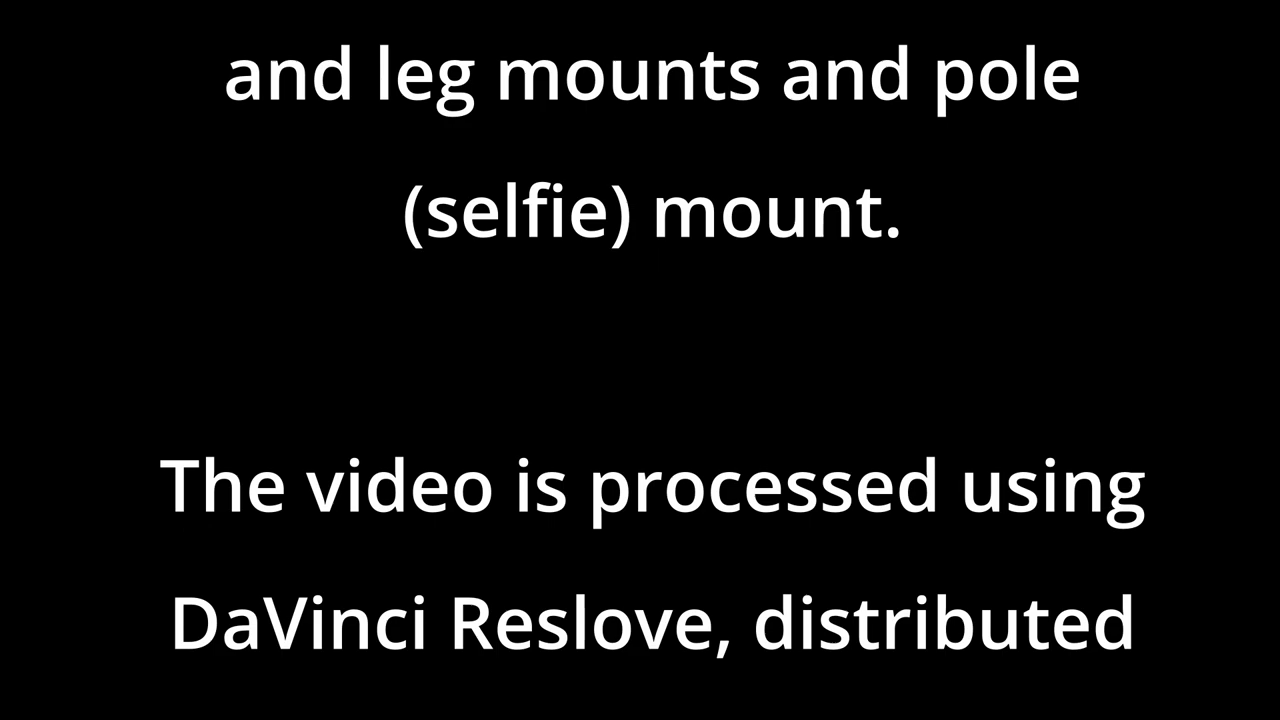 and leg mounts and pole
(selfie) mount.
The video is processed using
DaVinci Reslove, distributed